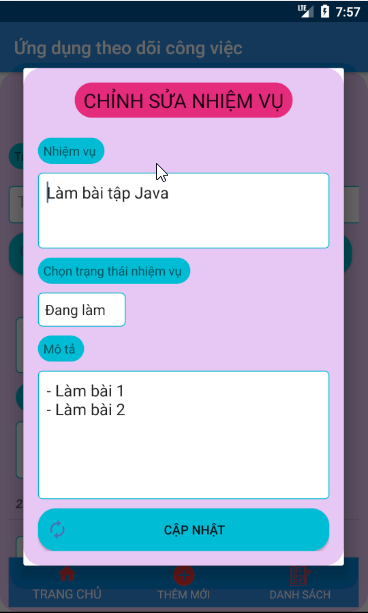 LTE 7:57
Ứng dụng theo dõi công việc
CHỈNH SỬA NHIỆM VỤ
Nhiệm vụ
Làm bài tập Java
Chọn trạng thái nhiệm vụ
Đang làm
Mô tả
- Làm bài 1
- Làm bài 2
CẬP NHẬT
TRANG CHỦ THÊM MỚI DANH SÁCH